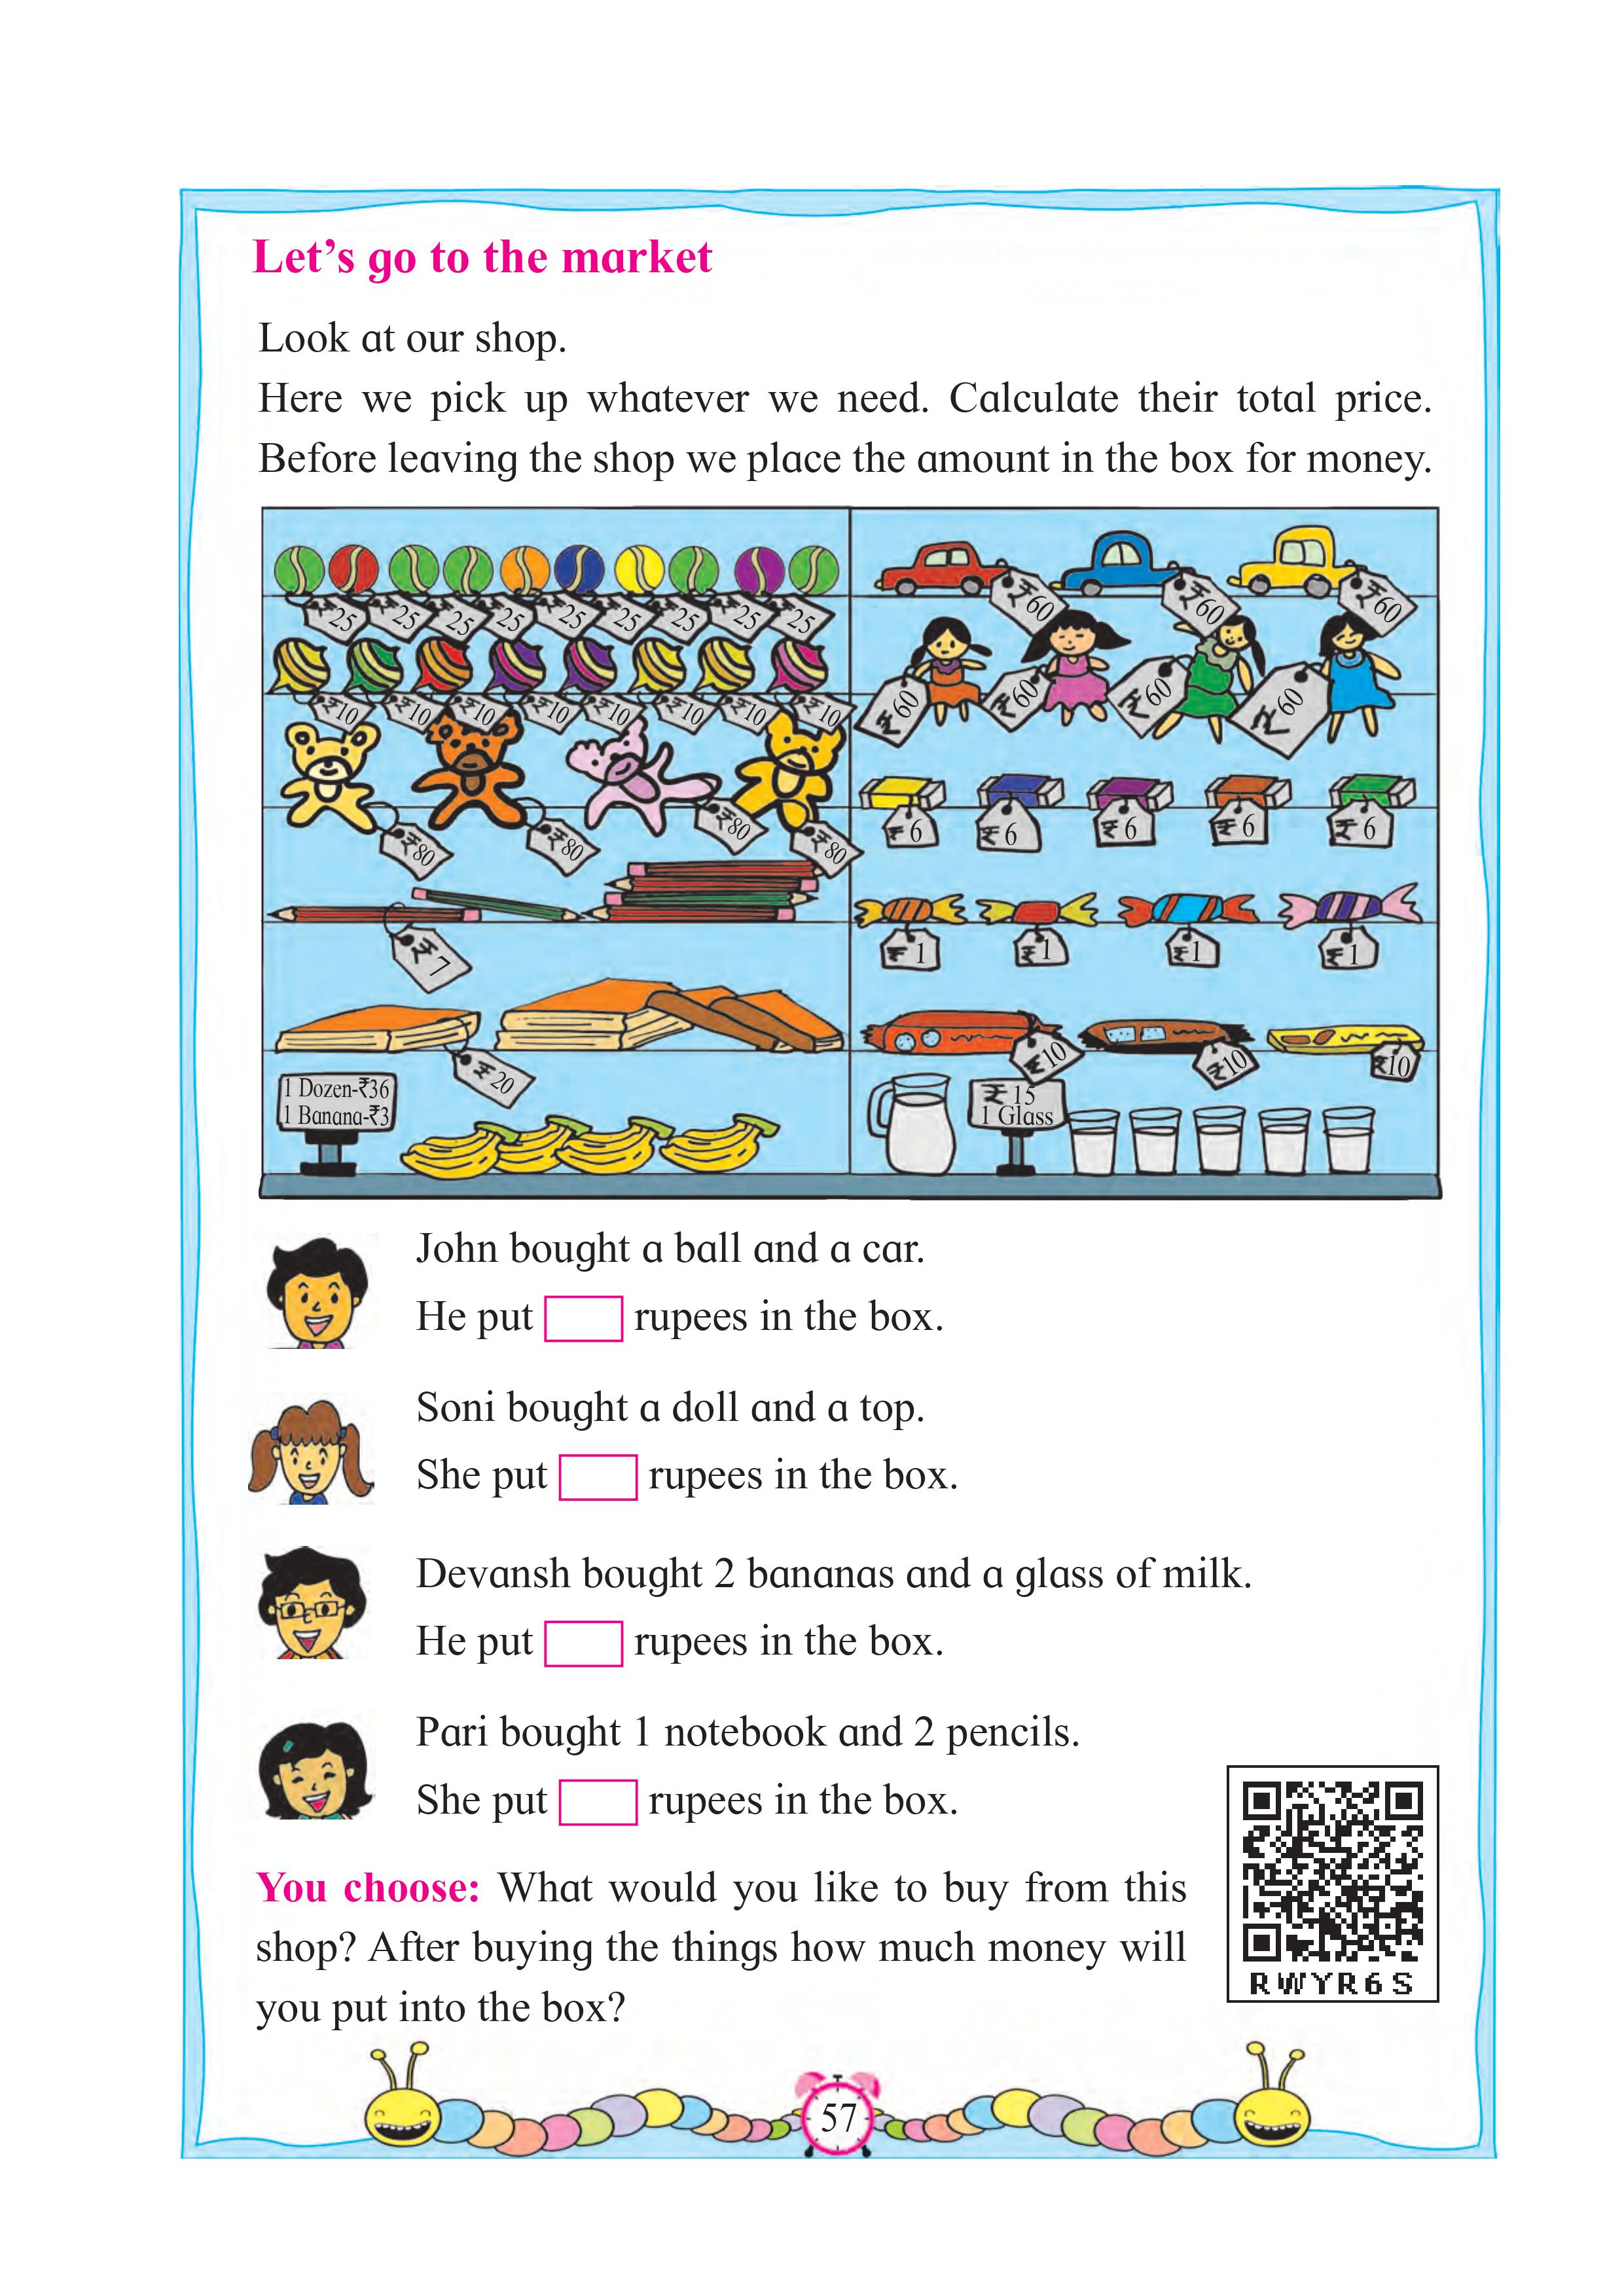 Let's go to the market
Look at our shop.
Here we pick up whatever we need. Calculate their total price.
Before leaving the shop we place the amount in the box for money.
₹25 ₹25 ₹25 ₹25 ₹25 ₹25 ₹25 ₹25 ₹25
₹10 ₹10 ₹10 ₹10 ₹10 ₹10 ₹10 ₹10
₹80 ₹80 ₹80 ₹80
₹7
₹20
1 Dozen-₹36
1 Banana-₹3
₹60 ₹60 ₹60
₹60 ₹60 ₹60 ₹60
₹6 ₹6 ₹6 ₹6 ₹6
₹1 ₹1 ₹1 ₹1
₹10 ₹10 ₹10
₹15
1 Glass
John bought a ball and a car.
He put rupees in the box.
Soni bought a doll and a top.
She put rupees in the box.
Devansh bought 2 bananas and a glass of milk.
He put rupees in the box.
Pari bought 1 notebook and 2 pencils.
She put rupees in the box.
You choose: What would you like to buy from this
shop? After buying the things how much money will
you put into the box?
RWYR6S
57